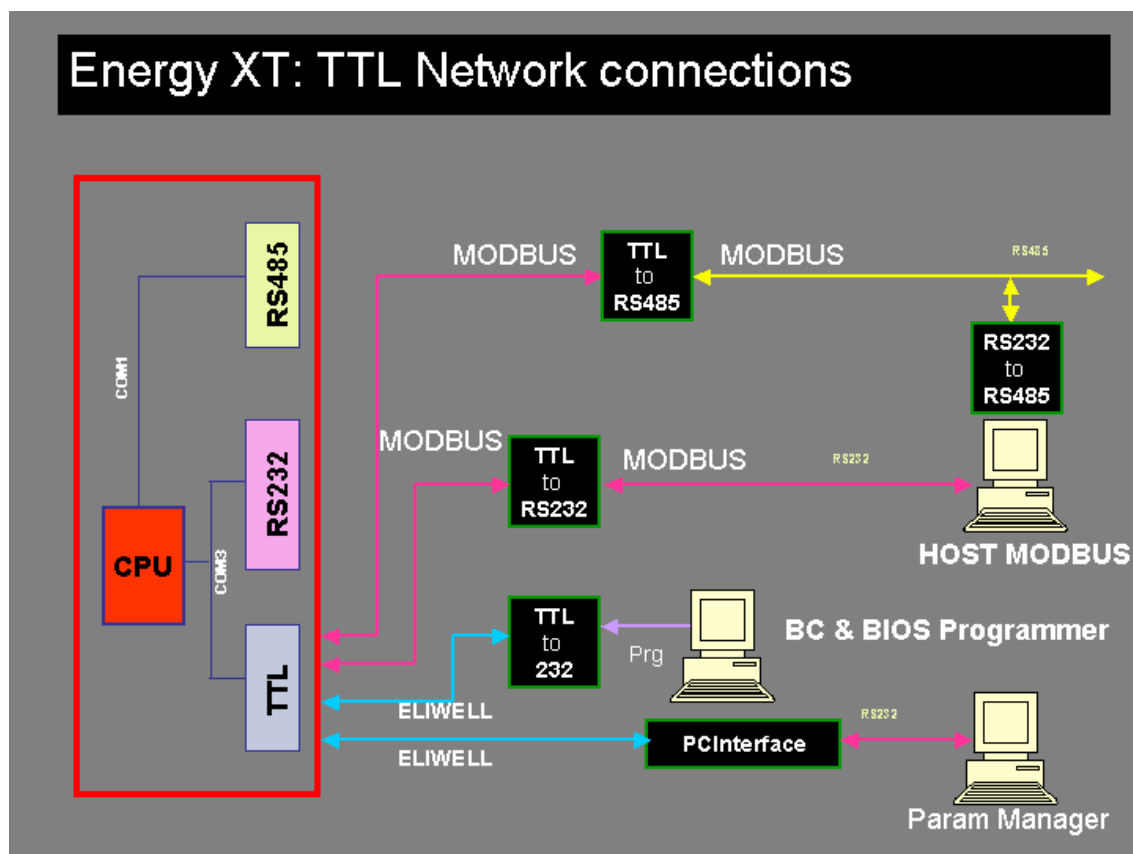 Energy XT: TTL Network connections
RS485
COM1
RS232
CPU
COM3
TTL
MODBUS
TTL
to
RS485
MODBUS
RS485
RS232
to
RS485
MODBUS
TTL
to
RS232
MODBUS
RS232
HOST MODBUS
TTL
to
232
Prg
BC & BIOS Programmer
ELIWELL
ELIWELL
PCInterface
RS232
Param Manager